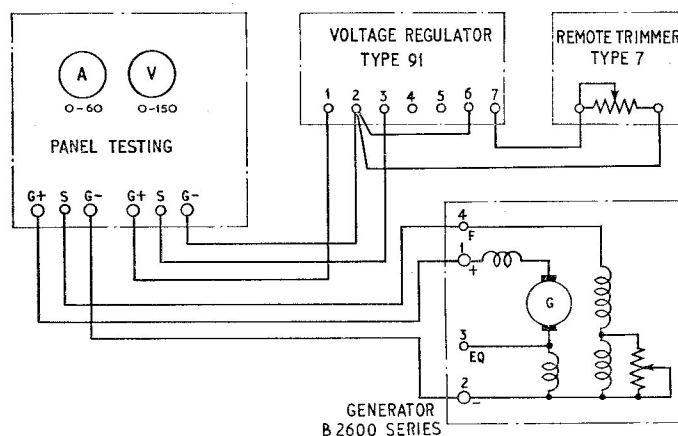 A
V
0-60
0-150
PANEL TESTING
G+ S G- G+ S G-
VOLTAGE REGULATOR
TYPE 91
1 2 3 4 5 6 7
REMOTE TRIMMER
TYPE 7
4
F
1
+
G
3
EQ
2
-
GENERATOR
B 2600 SERIES